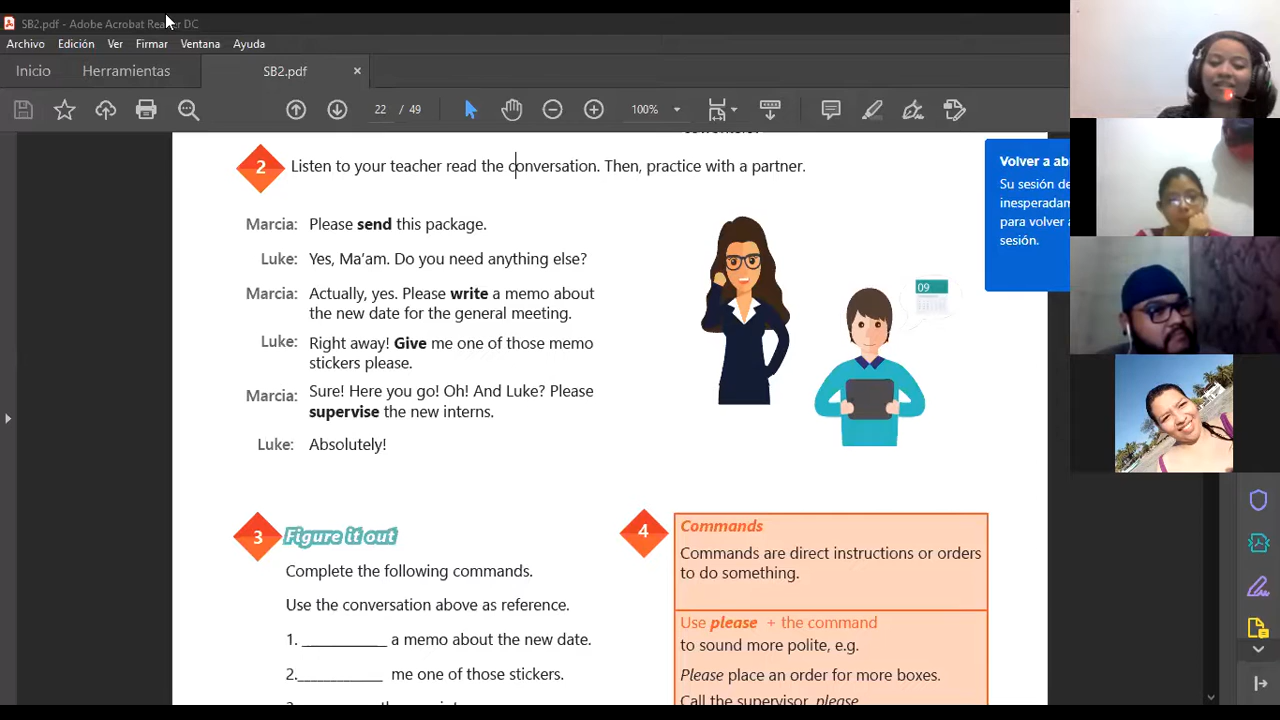 SB2.pdf - Adobe Acrobat Reader DC
Archivo Edición Ver Firmar Ventana Ayuda
Inicio Herramientas SB2.pdf ×
22 / 49 100%
2 Listen to your teacher read the conversation. Then, practice with a partner.
Marcia: Please send this package.
Luke: Yes, Ma'am. Do you need anything else?
Marcia: Actually, yes. Please write a memo about
the new date for the general meeting.
Luke: Right away! Give me one of those memo
stickers please.
Marcia: Sure! Here you go! Oh! And Luke? Please
supervise the new interns.
Luke: Absolutely!
09
Volver a ab
Su sesión de
inesperadam
para volver a
sesión.
3 Figure it out
Complete the following commands.
Use the conversation above as reference.
1. ___________ a memo about the new date.
2.____________ me one of those stickers.
4 Commands
Commands are direct instructions or orders
to do something.
Use please + the command
to sound more polite, e.g.
Please place an order for more boxes.
Call the supervisor, please